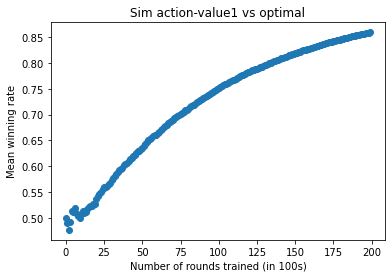 Sim action-value1 vs optimal
Mean winning rate
0.85
0.80
0.75
0.70
0.65
0.60
0.55
0.50
0 25 50 75 100 125 150 175 200
Number of rounds trained (in 100s)